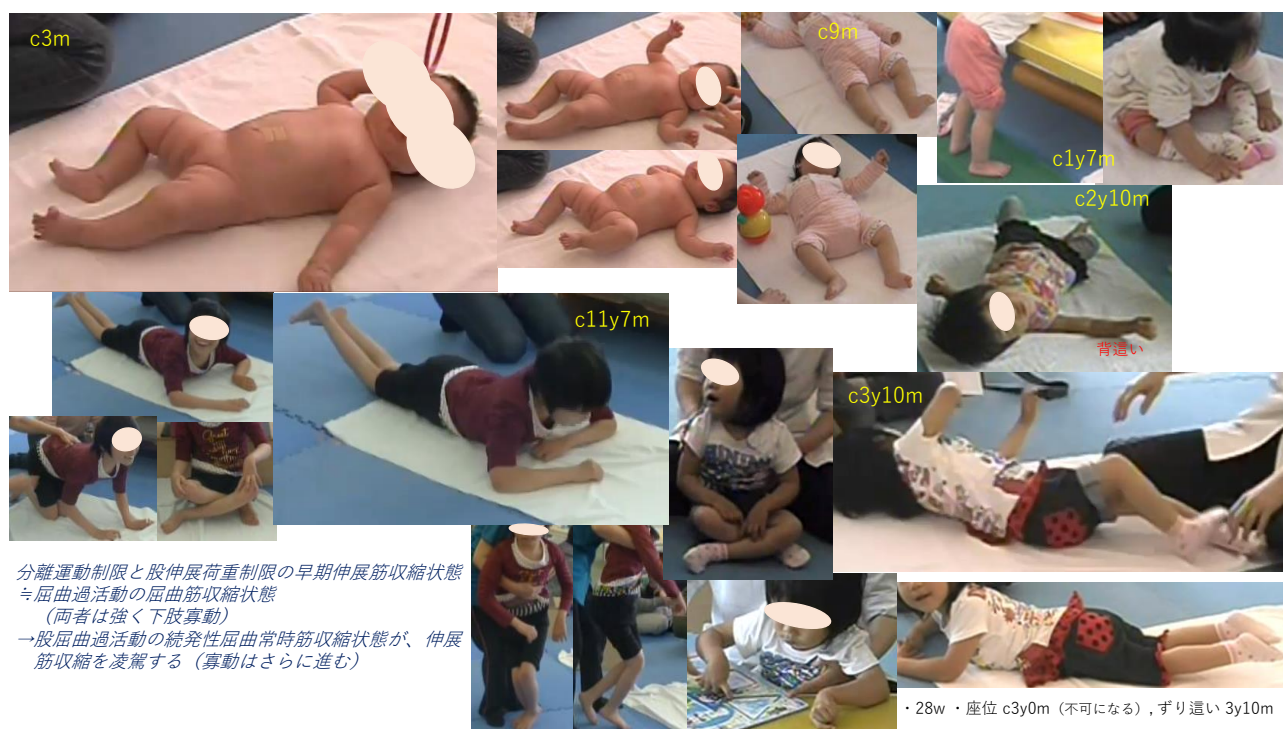 c3m
c9m
c1y7m
c2y10m
背這い
c11y7m
c3y10m
分離運動制限と股伸展荷重制限の早期伸展筋収縮状態
≒屈曲過活動の屈曲筋収縮状態
（両者は強く下肢寡動）
→股屈曲過活動の続発性屈曲常時筋収縮状態が、伸展
筋収縮を凌駕する（寡動はさらに進む）
・28w ・座位 c3y0m（不可になる）, ずり這い 3y10m